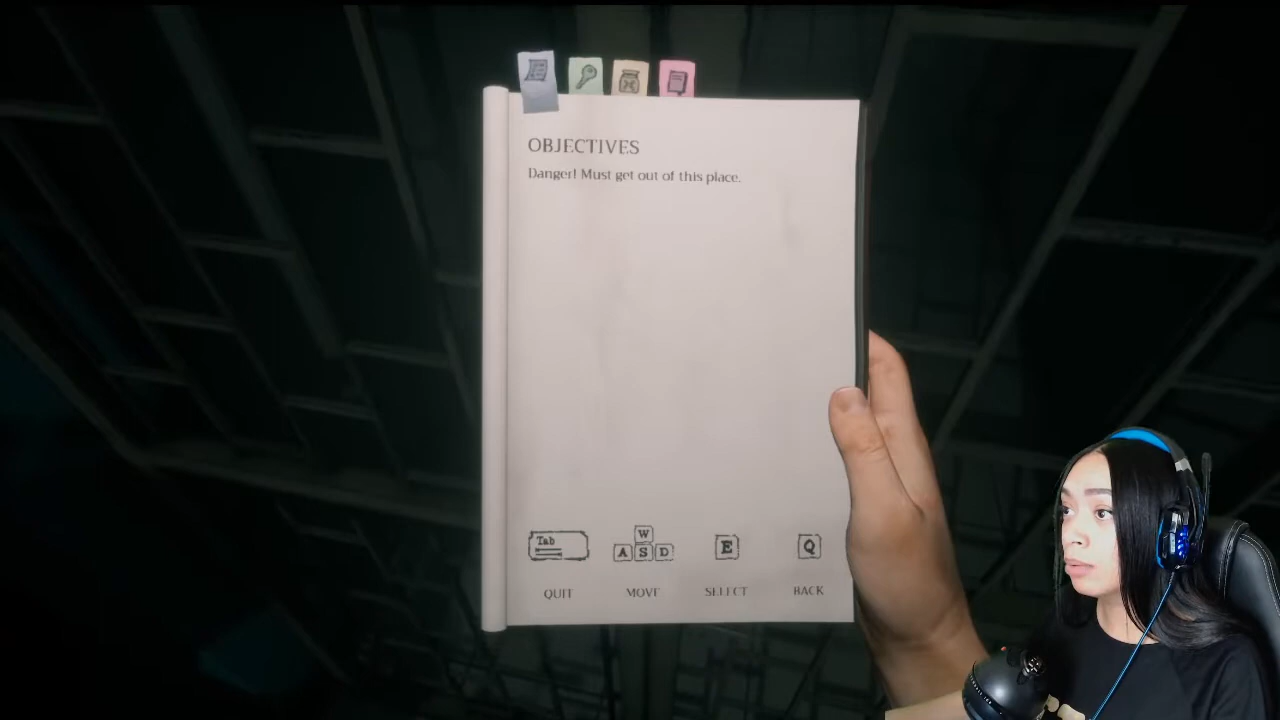 OBJECTIVES
Danger! Must get out of this place.
Tab W A S D E Q
QUIT MOVE SELECT BACK